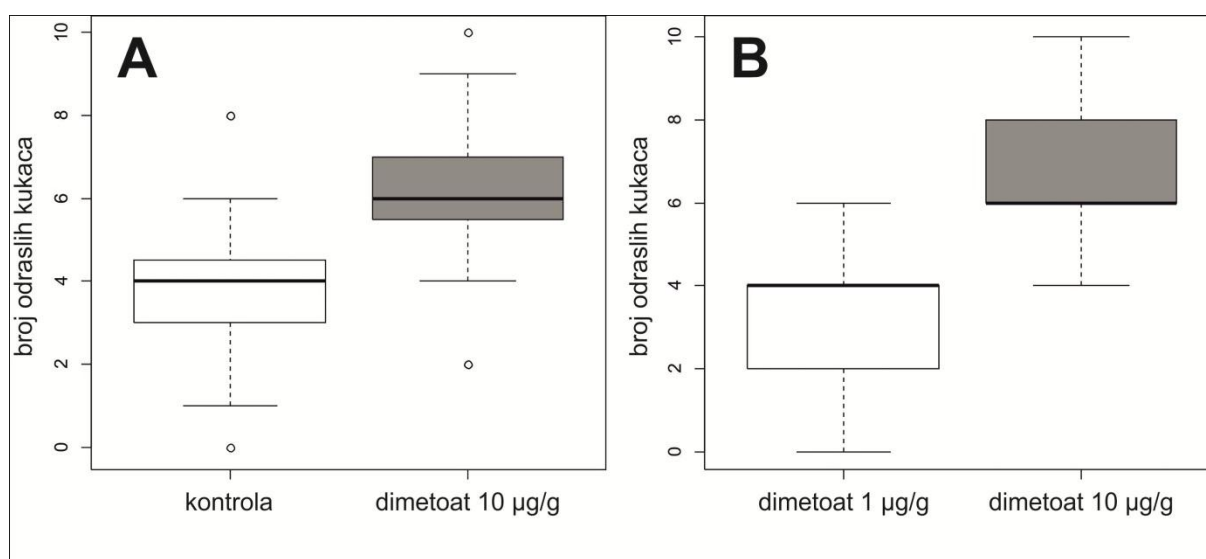 A
broj odraslih kukaca
10
8
6
4
2
0
kontrola
dimetoat 10 µg/g
B
broj odraslih kukaca
10
8
6
4
2
0
dimetoat 1 µg/g
dimetoat 10 µg/g